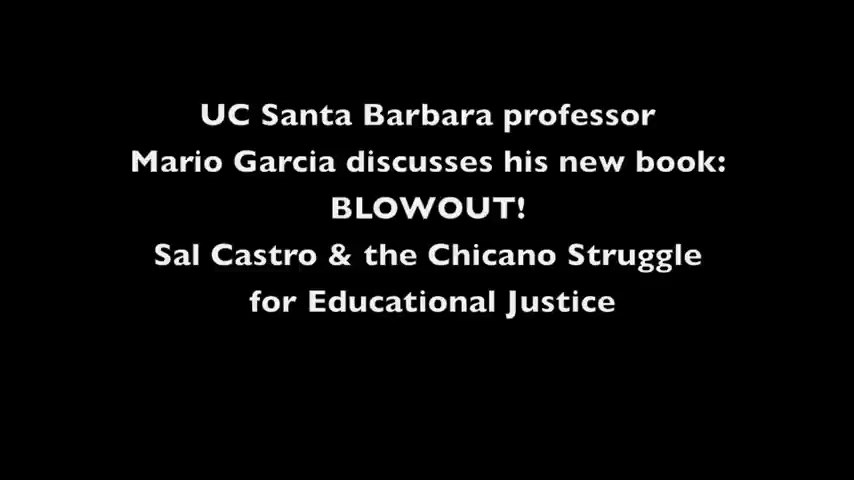 UC Santa Barbara professor
Mario Garcia discusses his new book:
BLOWOUT!
Sal Castro & the Chicano Struggle
for Educational Justice